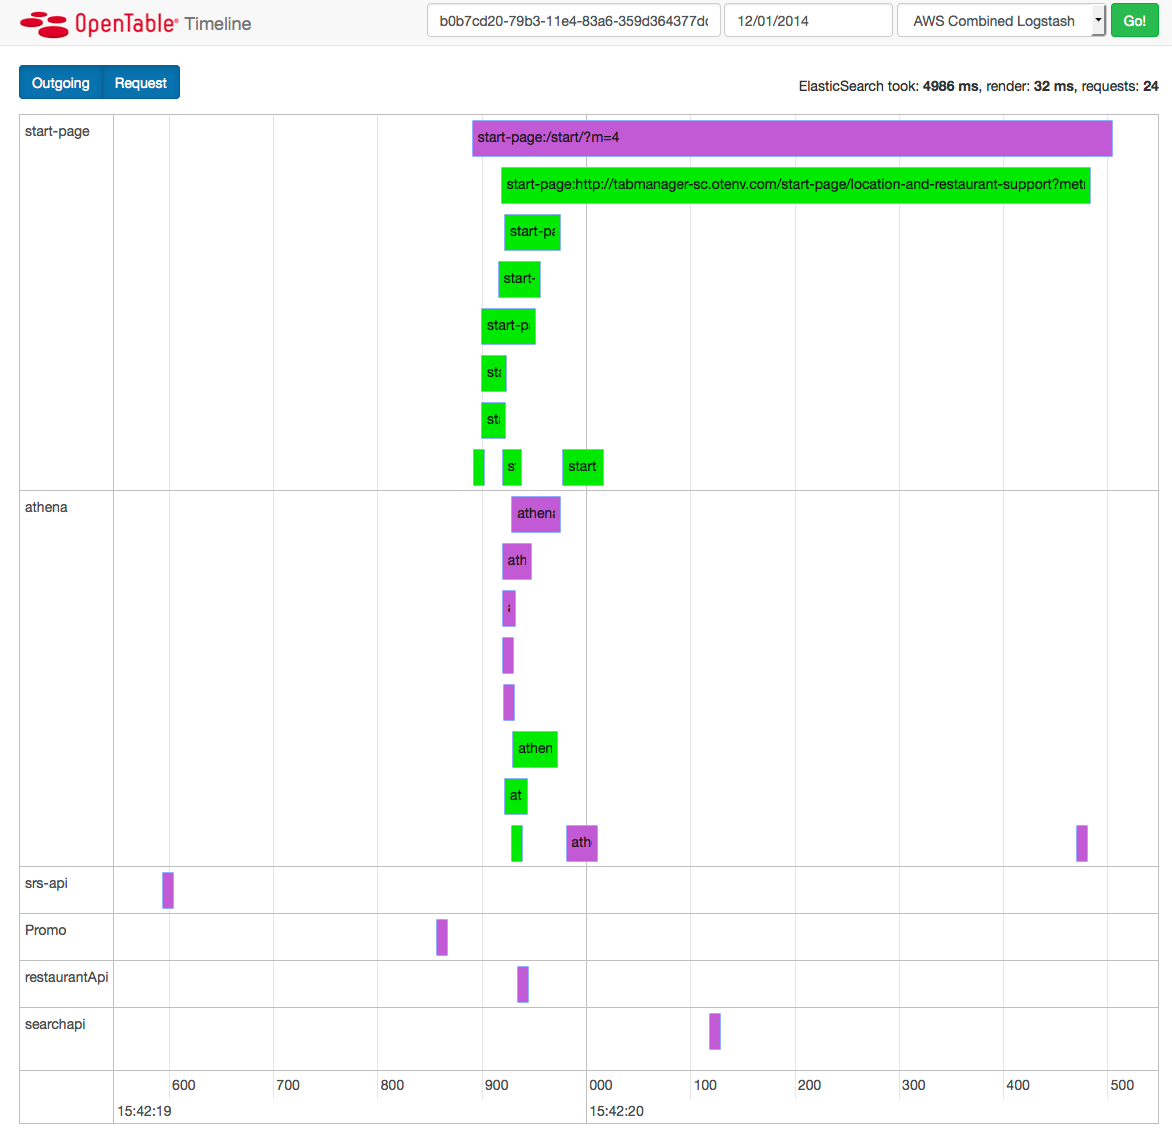 OpenTable® Timeline
b0b7cd20-79b3-11e4-83a6-359d364377dc
12/01/2014
AWS Combined Logstash
Go!
Outgoing
Request
ElasticSearch took: 4986 ms, render: 32 ms, requests: 24
start-page
start-page:/start/?m=4
start-page:http://tabmanager-sc.otenv.com/start-page/location-and-restaurant-support?met
start-pa
start-
start-p
sta
sta
s
start
athena
athena
ath
a
athen
at
ath
srs-api
Promo
restaurantApi
searchapi
600
700
800
900
000
100
200
300
400
500
15:42:19
15:42:20